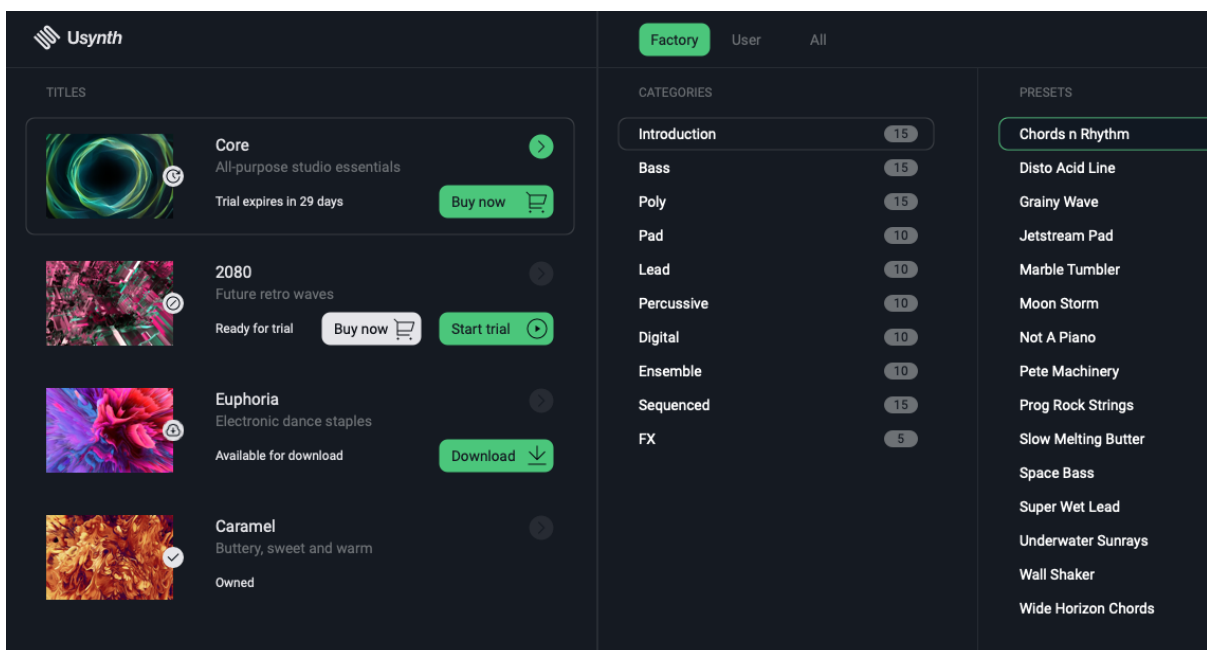 Usynth
Factory User All
TITLES
Core
All-purpose studio essentials
Trial expires in 29 days
Buy now
2080
Future retro waves
Ready for trial
Buy now
Start trial
Euphoria
Electronic dance staples
Available for download
Download
Caramel
Buttery, sweet and warm
Owned
CATEGORIES
Introduction 15
Bass 15
Poly 15
Pad 10
Lead 10
Percussive 10
Digital 10
Ensemble 10
Sequenced 15
FX 5
PRESETS
Chords n Rhythm
Disto Acid Line
Grainy Wave
Jetstream Pad
Marble Tumbler
Moon Storm
Not A Piano
Pete Machinery
Prog Rock Strings
Slow Melting Butter
Space Bass
Super Wet Lead
Underwater Sunrays
Wall Shaker
Wide Horizon Chords